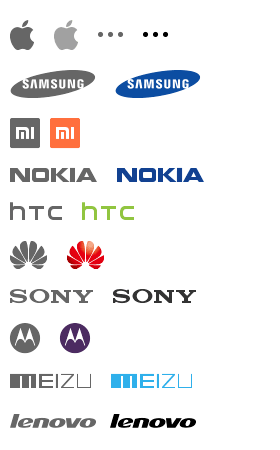 SAMSUNG SAMSUNG
mi mi
NOKIA NOKIA
hTC hTC
SONY SONY
MEIZU MEIZU
lenovo lenovo